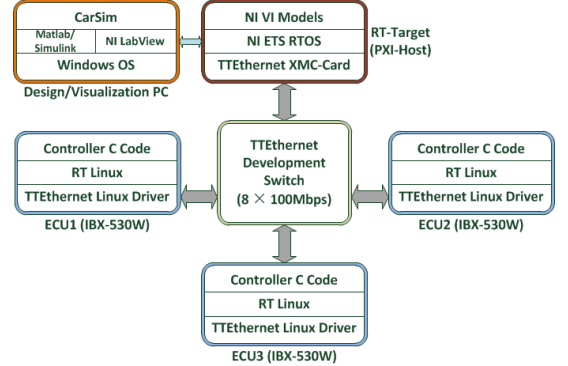 CarSim
Matlab/
Simulink
NI LabView
Windows OS
Design/Visualization PC
NI VI Models
NI ETS RTOS
TTEthernet XMC-Card
RT-Target
(PXI-Host)
Controller C Code
RT Linux
TTEthernet Linux Driver
ECU1 (IBX-530W)
TTEthernet
Development
Switch
(8 × 100Mbps)
Controller C Code
RT Linux
TTEthernet Linux Driver
ECU2 (IBX-530W)
Controller C Code
RT Linux
TTEthernet Linux Driver
ECU3 (IBX-530W)